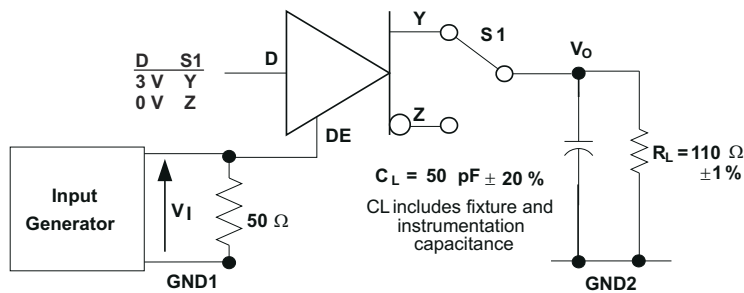 Y
S1
D S1
3 V Y
0 V Z
D
VO
Z
DE
Input
Generator
VI
50 Ω
CL = 50 pF ± 20 %
CL includes fixture and
instrumentation
capacitance
RL = 110 Ω
±1 %
GND1
GND2